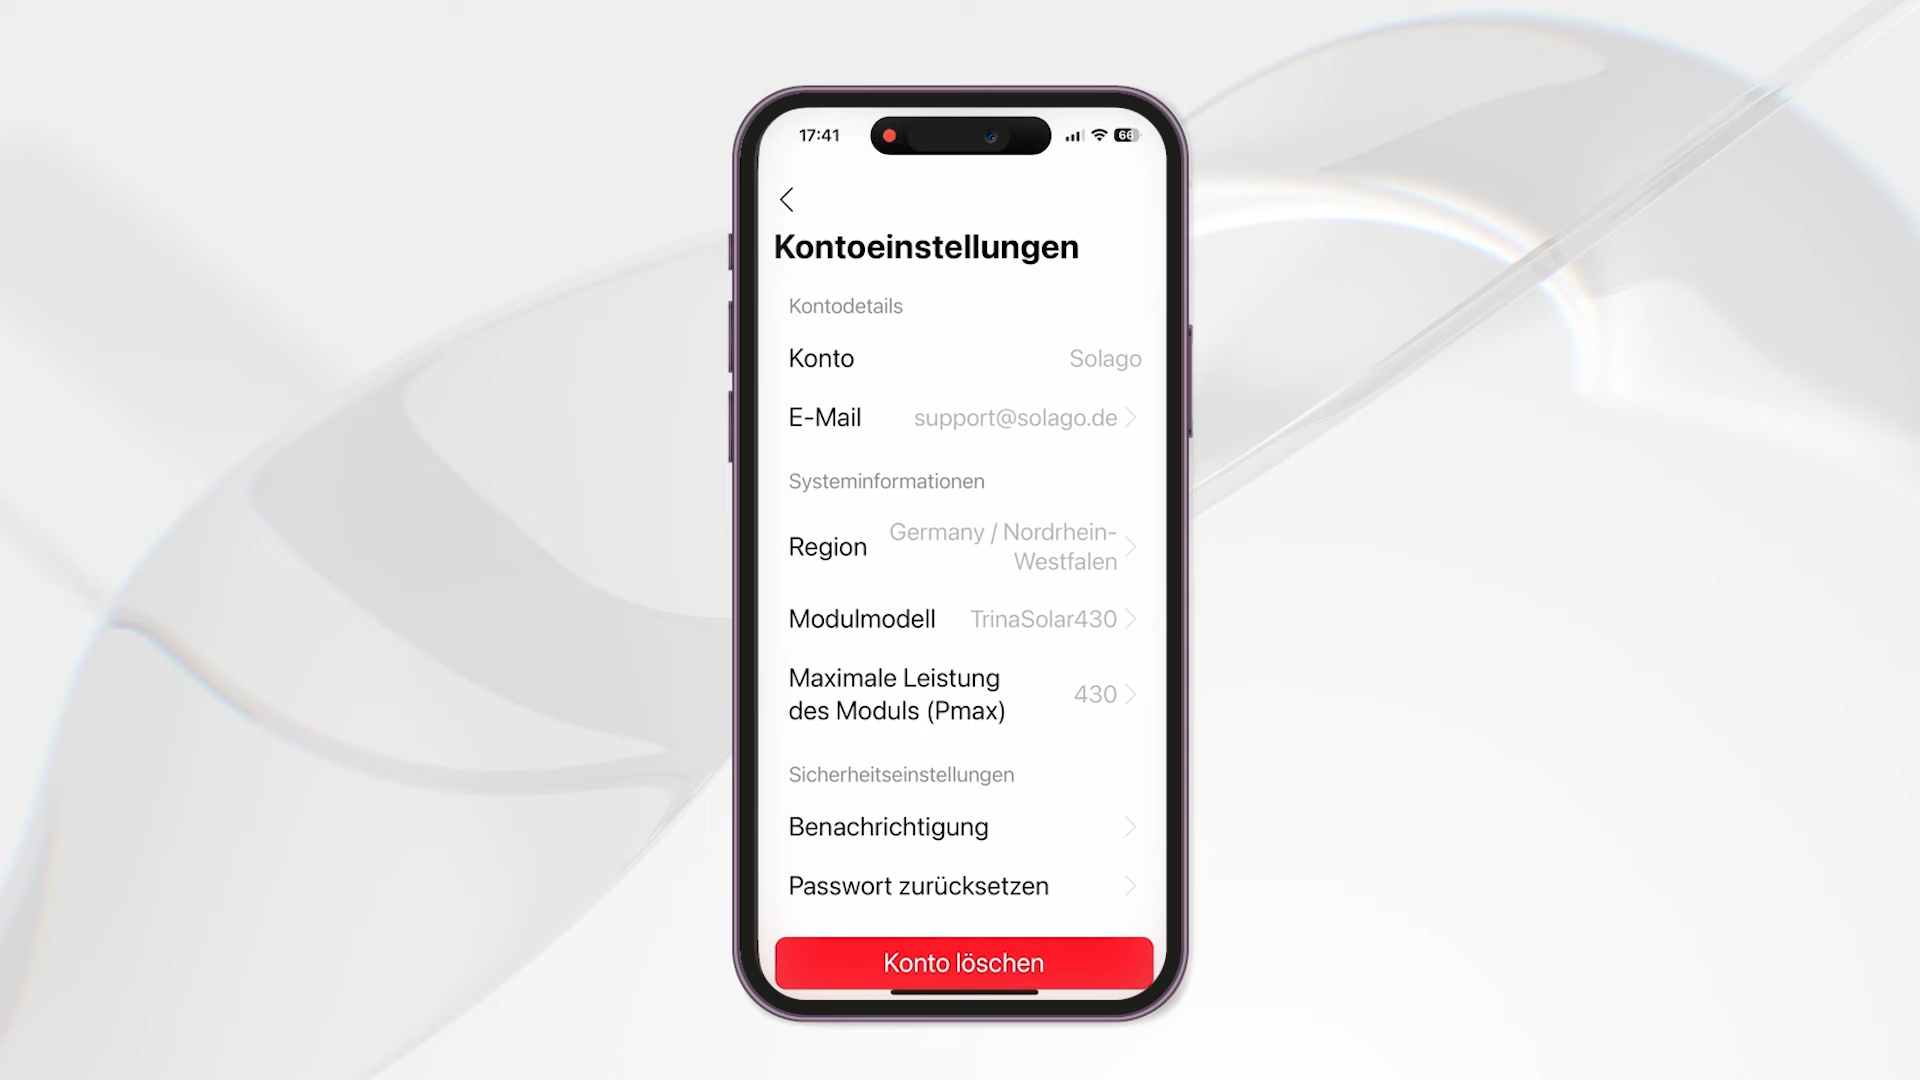 17:41
66
Kontoeinstellungen
Kontodetails
Konto Solago
E-Mail support@solago.de
Systeminformationen
Region Germany / Nordrhein-
Westfalen
Modulmodell TrinaSolar430
Maximale Leistung
des Moduls (Pmax) 430
Sicherheitseinstellungen
Benachrichtigung
Passwort zurücksetzen
Konto löschen